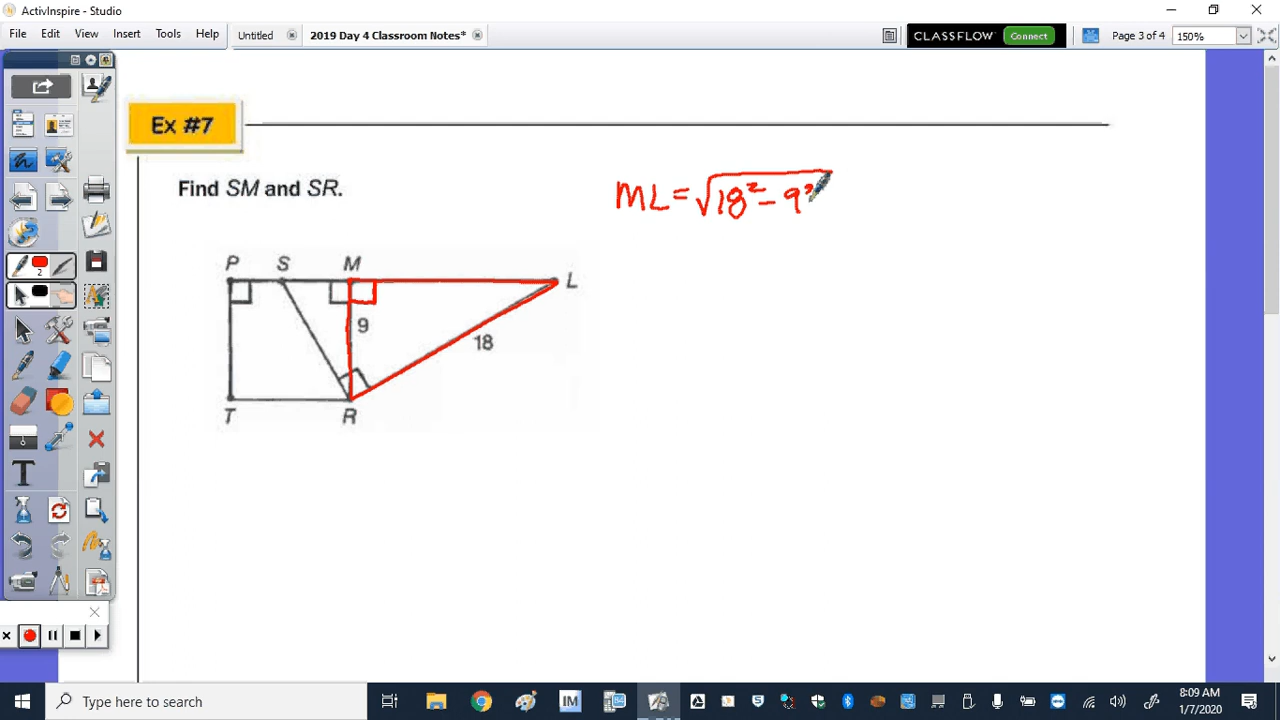 ActivInspire - Studio
File Edit View Insert Tools Help Untitled 2019 Day 4 Classroom Notes* CLASSFLOW Connect Page 3 of 4 150%
Ex #7
Find SM and SR.
ML = √18² - 9²
P S M L
9
18
T R
2
T
Type here to search
IM
S
8:09 AM
1/7/2020